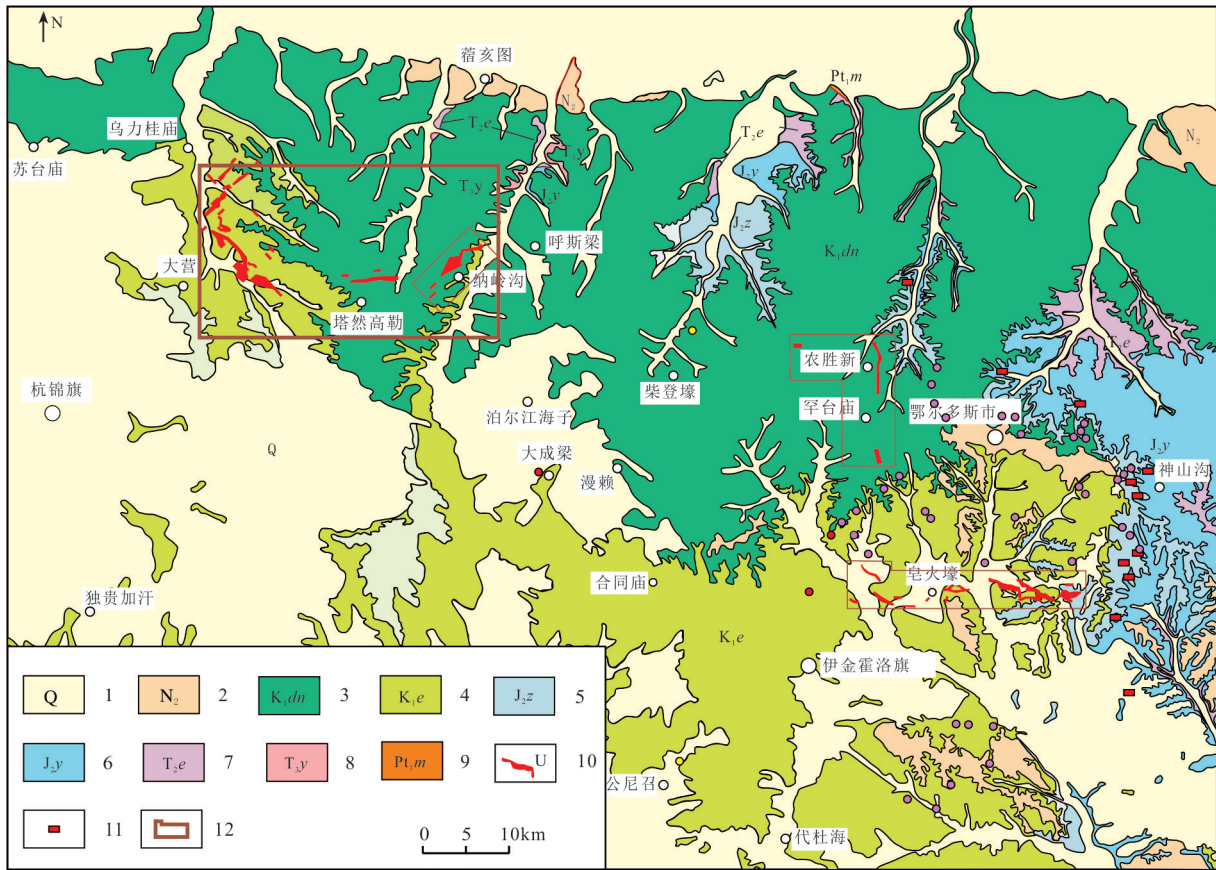 N
蓿亥图
Pt₁m
N₂
N₂
T₂e
T₂e
乌力桂庙
苏台庙
T₃y
J₂y
T₃y
J₂y
J₂z
呼斯梁
K₁dn
大营
纳岭沟
塔然高勒
T₂e
农胜新
柴登壕
杭锦旗
泊尔江海子
罕台庙
鄂尔多斯市
Q
大成梁
漫赖
J₂y
神山沟
合同庙
皂火壕
独贵加汗
K₁e
伊金霍洛旗
公尼召
代杜海
Q 1 N₂ 2 K₁dn 3 K₁e 4 J₂z 5
J₂y 6 T₂e 7 T₃y 8 Pt₁m 9 U 10
11 12 0 5 10km